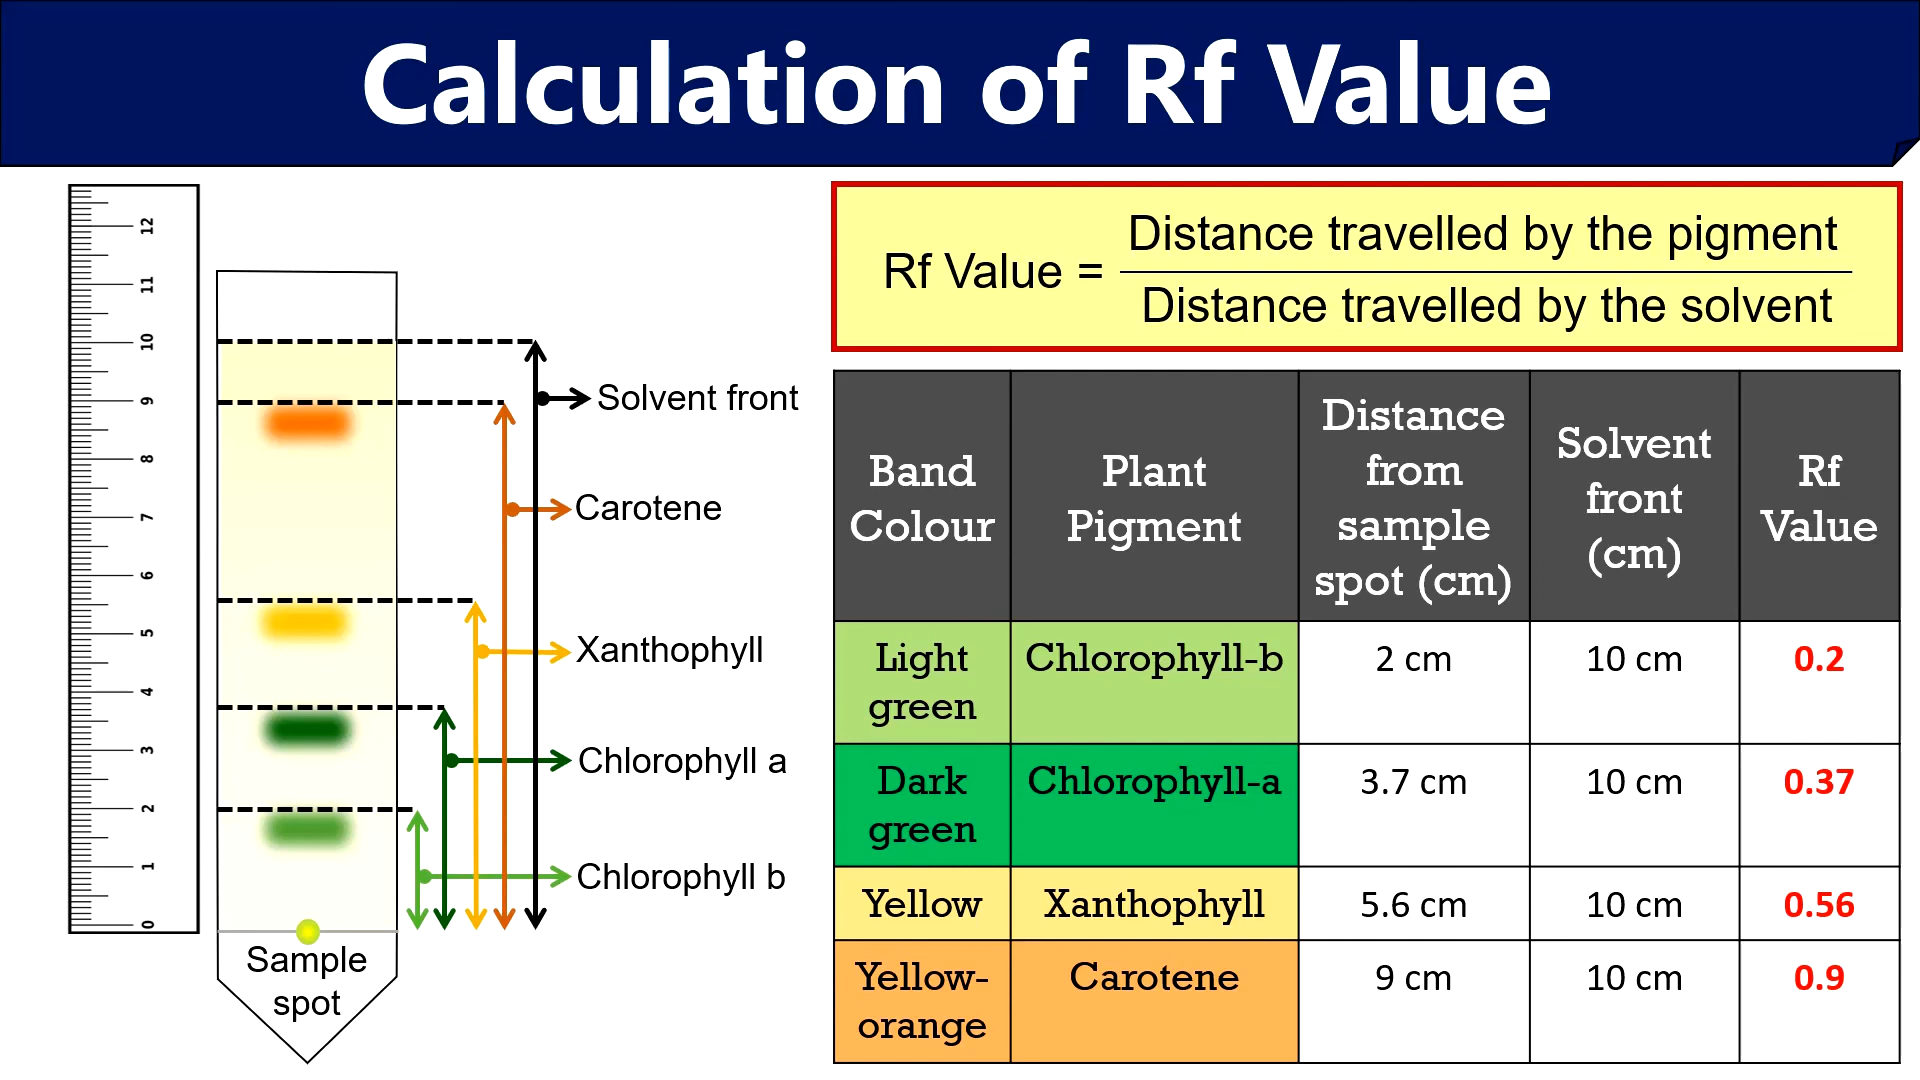 Calculation of Rf Value
12
11
10
9
8
7
6
5
4
3
2
1
0
Solvent front
Carotene
Xanthophyll
Chlorophyll a
Chlorophyll b
Sample
spot
Rf Value =
Distance travelled by the pigment
Distance travelled by the solvent
Band Colour
Plant Pigment
Distance from sample spot (cm)
Solvent front (cm)
Rf Value
Light green
Chlorophyll-b
2 cm
10 cm
0.2
Dark green
Chlorophyll-a
3.7 cm
10 cm
0.37
Yellow
Xanthophyll
5.6 cm
10 cm
0.56
Yellow-orange
Carotene
9 cm
10 cm
0.9